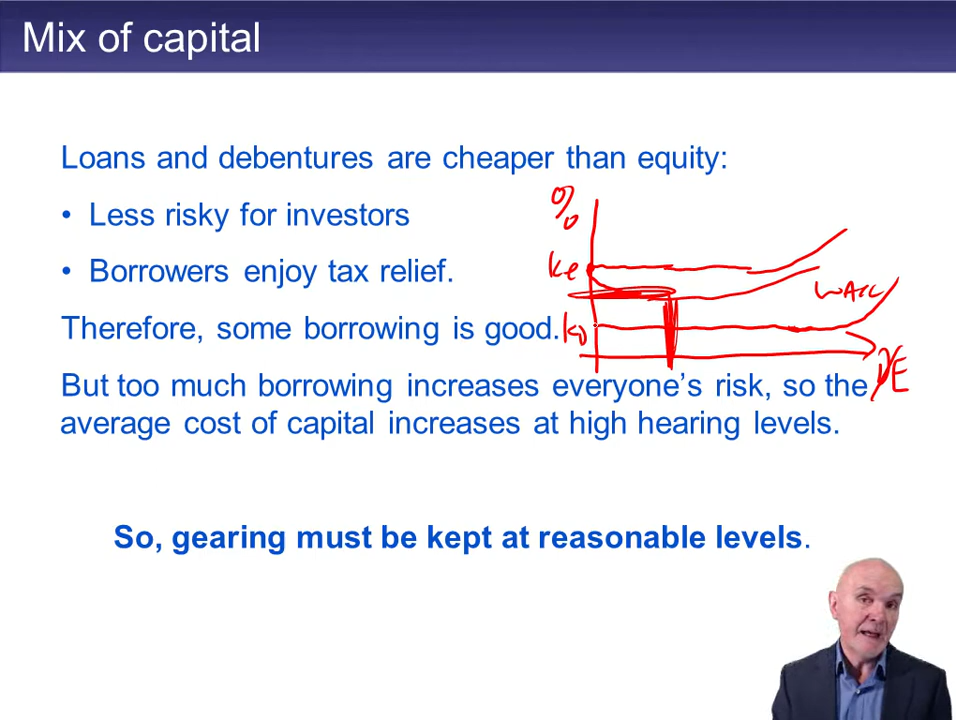 Mix of capital
Loans and debentures are cheaper than equity:
• Less risky for investors
%
• Borrowers enjoy tax relief.
ke
WACC
Therefore, some borrowing is good.
kD
D/E
But too much borrowing increases everyone's risk, so the
average cost of capital increases at high hearing levels.
So, gearing must be kept at reasonable levels.